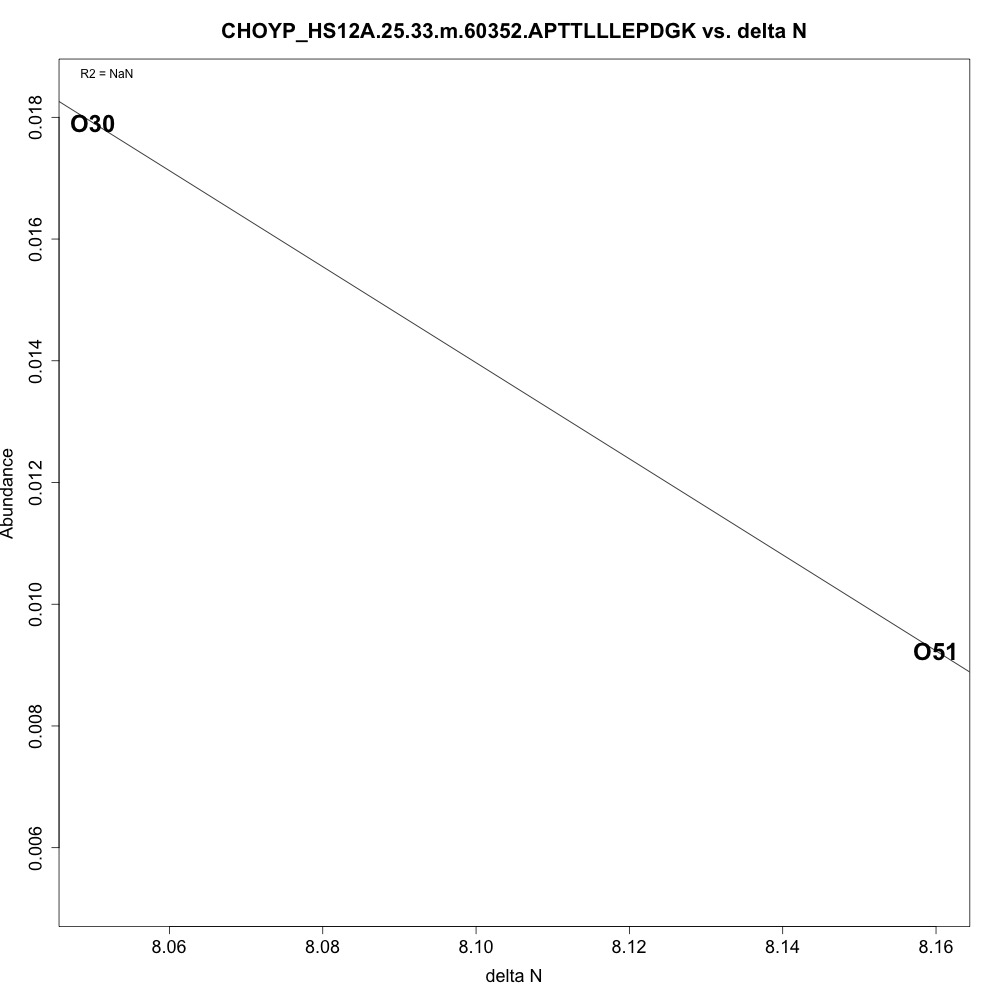 CHOYP_HS12A.25.33.m.60352.APTTLLLEPDGK vs. delta N
R2 = NaN
O30
O51
Abundance
0.018
0.016
0.014
0.012
0.010
0.008
0.006
8.06 8.08 8.10 8.12 8.14 8.16
delta N